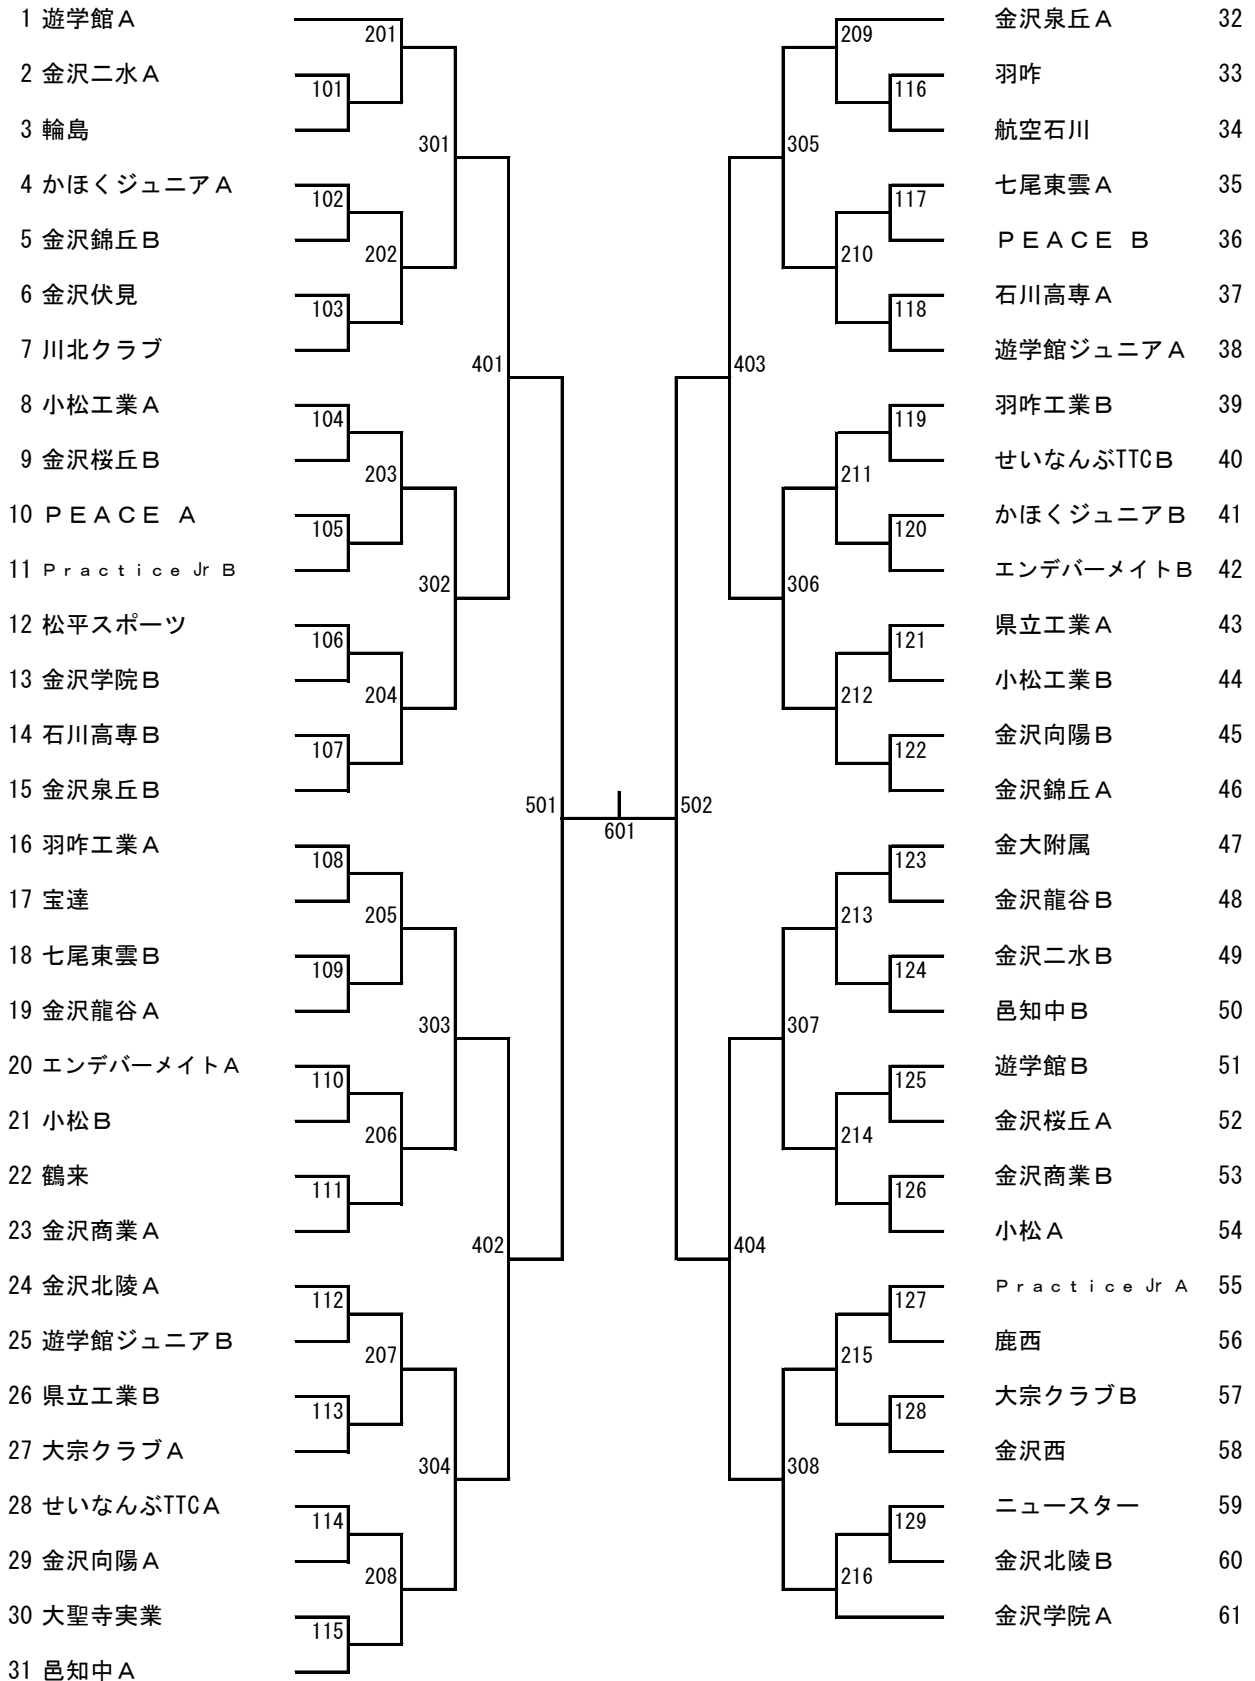 1 遊学館Ａ
2 金沢二水Ａ
3 輪島
4 かほくジュニアＡ
5 金沢錦丘Ｂ
6 金沢伏見
7 川北クラブ
8 小松工業Ａ
9 金沢桜丘Ｂ
10 ＰＥＡＣＥ Ａ
11 Ｐｒａｃｔｉｃｅ Jr Ｂ
12 松平スポーツ
13 金沢学院Ｂ
14 石川高専Ｂ
15 金沢泉丘Ｂ
16 羽咋工業Ａ
17 宝達
18 七尾東雲Ｂ
19 金沢龍谷Ａ
20 エンデバーメイトＡ
21 小松Ｂ
22 鶴来
23 金沢商業Ａ
24 金沢北陵Ａ
25 遊学館ジュニアＢ
26 県立工業Ｂ
27 大宗クラブＡ
28 せいなんぶTTCＡ
29 金沢向陽Ａ
30 大聖寺実業
31 邑知中Ａ
101
102
103
104
105
106
107
108
109
110
111
112
113
114
115
201
202
203
204
205
206
207
208
301
302
303
304
401
402
501
601
502
403
404
305
306
307
308
209
210
211
212
213
214
215
216
116
117
118
119
120
121
122
123
124
125
126
127
128
129
金沢泉丘Ａ 32
羽咋 33
航空石川 34
七尾東雲Ａ 35
ＰＥＡＣＥ Ｂ 36
石川高専Ａ 37
遊学館ジュニアＡ 38
羽咋工業Ｂ 39
せいなんぶTTCＢ 40
かほくジュニアＢ 41
エンデバーメイトＢ 42
県立工業Ａ 43
小松工業Ｂ 44
金沢向陽Ｂ 45
金沢錦丘Ａ 46
金大附属 47
金沢龍谷Ｂ 48
金沢二水Ｂ 49
邑知中Ｂ 50
遊学館Ｂ 51
金沢桜丘Ａ 52
金沢商業Ｂ 53
小松Ａ 54
Ｐｒａｃｔｉｃｅ Jr Ａ 55
鹿西 56
大宗クラブＢ 57
金沢西 58
ニュースター 59
金沢北陵Ｂ 60
金沢学院Ａ 61